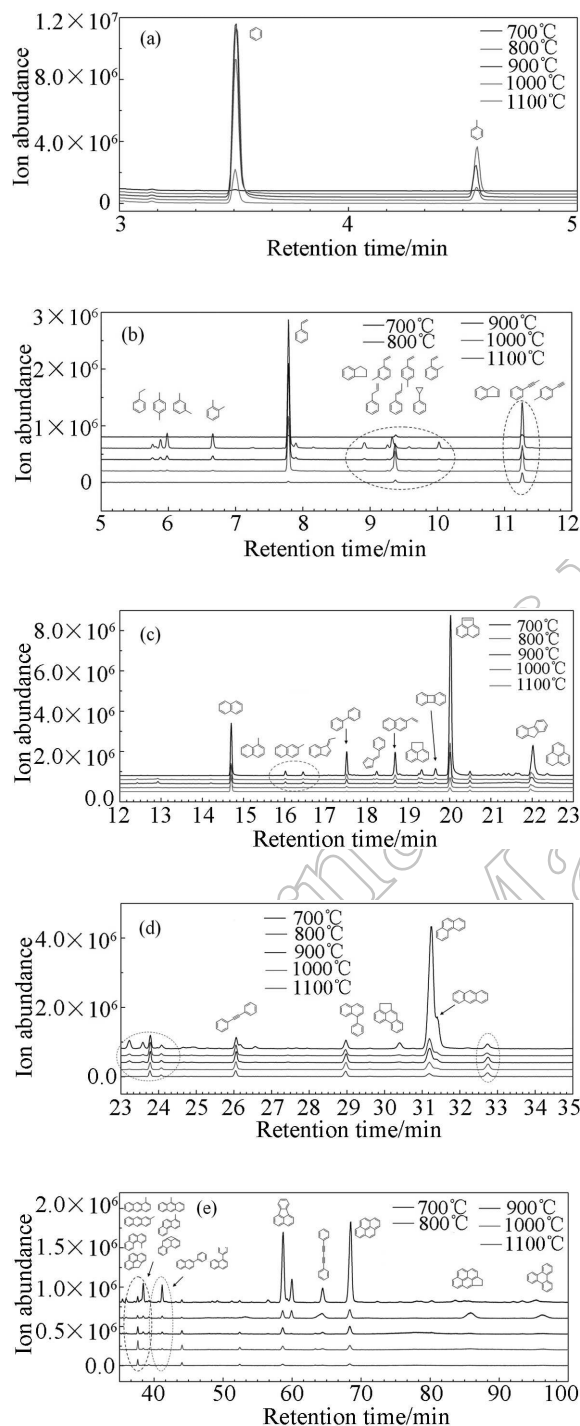 (a)
1.2×10⁷
8.0×10⁶
4.0×10⁶
0
Ion abundance
700℃
800℃
900℃
1000℃
1100℃
3 4 5
Retention time/min
(b)
3×10⁶
2×10⁶
1×10⁶
0
Ion abundance
700℃
800℃
900℃
1000℃
1100℃
5 6 7 8 9 10 11 12
Retention time/min
(c)
8.0×10⁶
6.0×10⁶
4.0×10⁶
2.0×10⁶
0.0
Ion abundance
700℃
800℃
900℃
1000℃
1100℃
12 13 14 15 16 17 18 19 20 21 22 23
Retention time/min
(d)
4.0×10⁶
2.0×10⁶
0.0
Ion abundance
700℃
800℃
900℃
1000℃
1100℃
23 24 25 26 27 28 29 30 31 32 33 34 35
Retention time/min
(e)
2.0×10⁶
1.5×10⁶
1.0×10⁶
0.5×10⁶
0.0
Ion abundance
700℃
800℃
900℃
1000℃
1100℃
40 50 60 70 80 90 100
Retention time/min